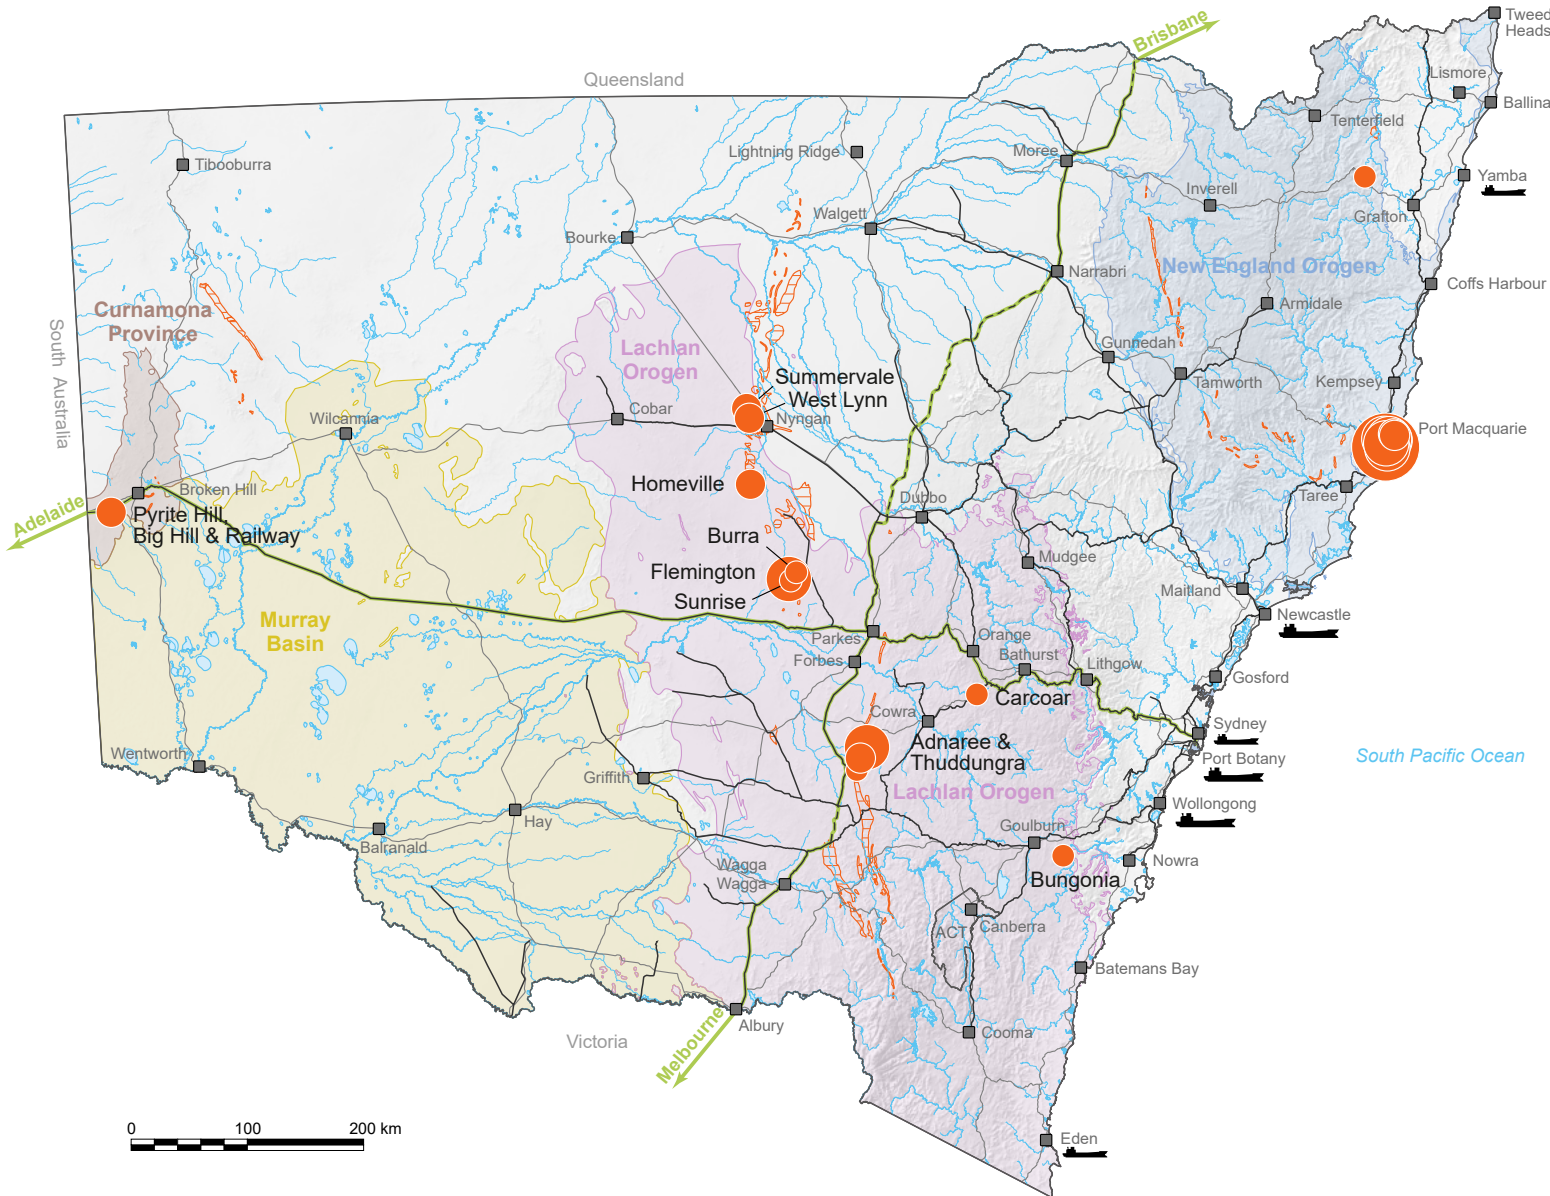 Tweed
Heads
Brisbane
Queensland
Lismore
Ballina
Tenterfield
Tibooburra
Lightning Ridge
Moree
Yamba
Inverell
Grafton
Walgett
Bourke
New England Orogen
Narrabri
Coffs Harbour
Armidale
Curnamona
Province
South Australia
Lachlan
Orogen
Gunnedah
Tamworth
Kempsey
Summervale
West Lynn
Cobar
Nyngan
Wilcannia
Port Macquarie
Homeville
Broken Hill
Adelaide
Pyrite Hill,
Big Hill & Railway
Dubbo
Taree
Burra
Mudgee
Flemington
Sunrise
Maitland
Newcastle
Murray
Basin
Parkes
Orange
Forbes
Bathurst
Lithgow
Gosford
Carcoar
Cowra
Sydney
Adnaree &
Thuddungra
Port Botany
South Pacific Ocean
Wentworth
Griffith
Lachlan Orogen
Wollongong
Hay
Goulburn
Balranald
Nowra
Wagga
Wagga
Bungonia
ACT
Canberra
Batemans Bay
Albury
Victoria
Melbourne
Cooma
0 100 200 km
Eden